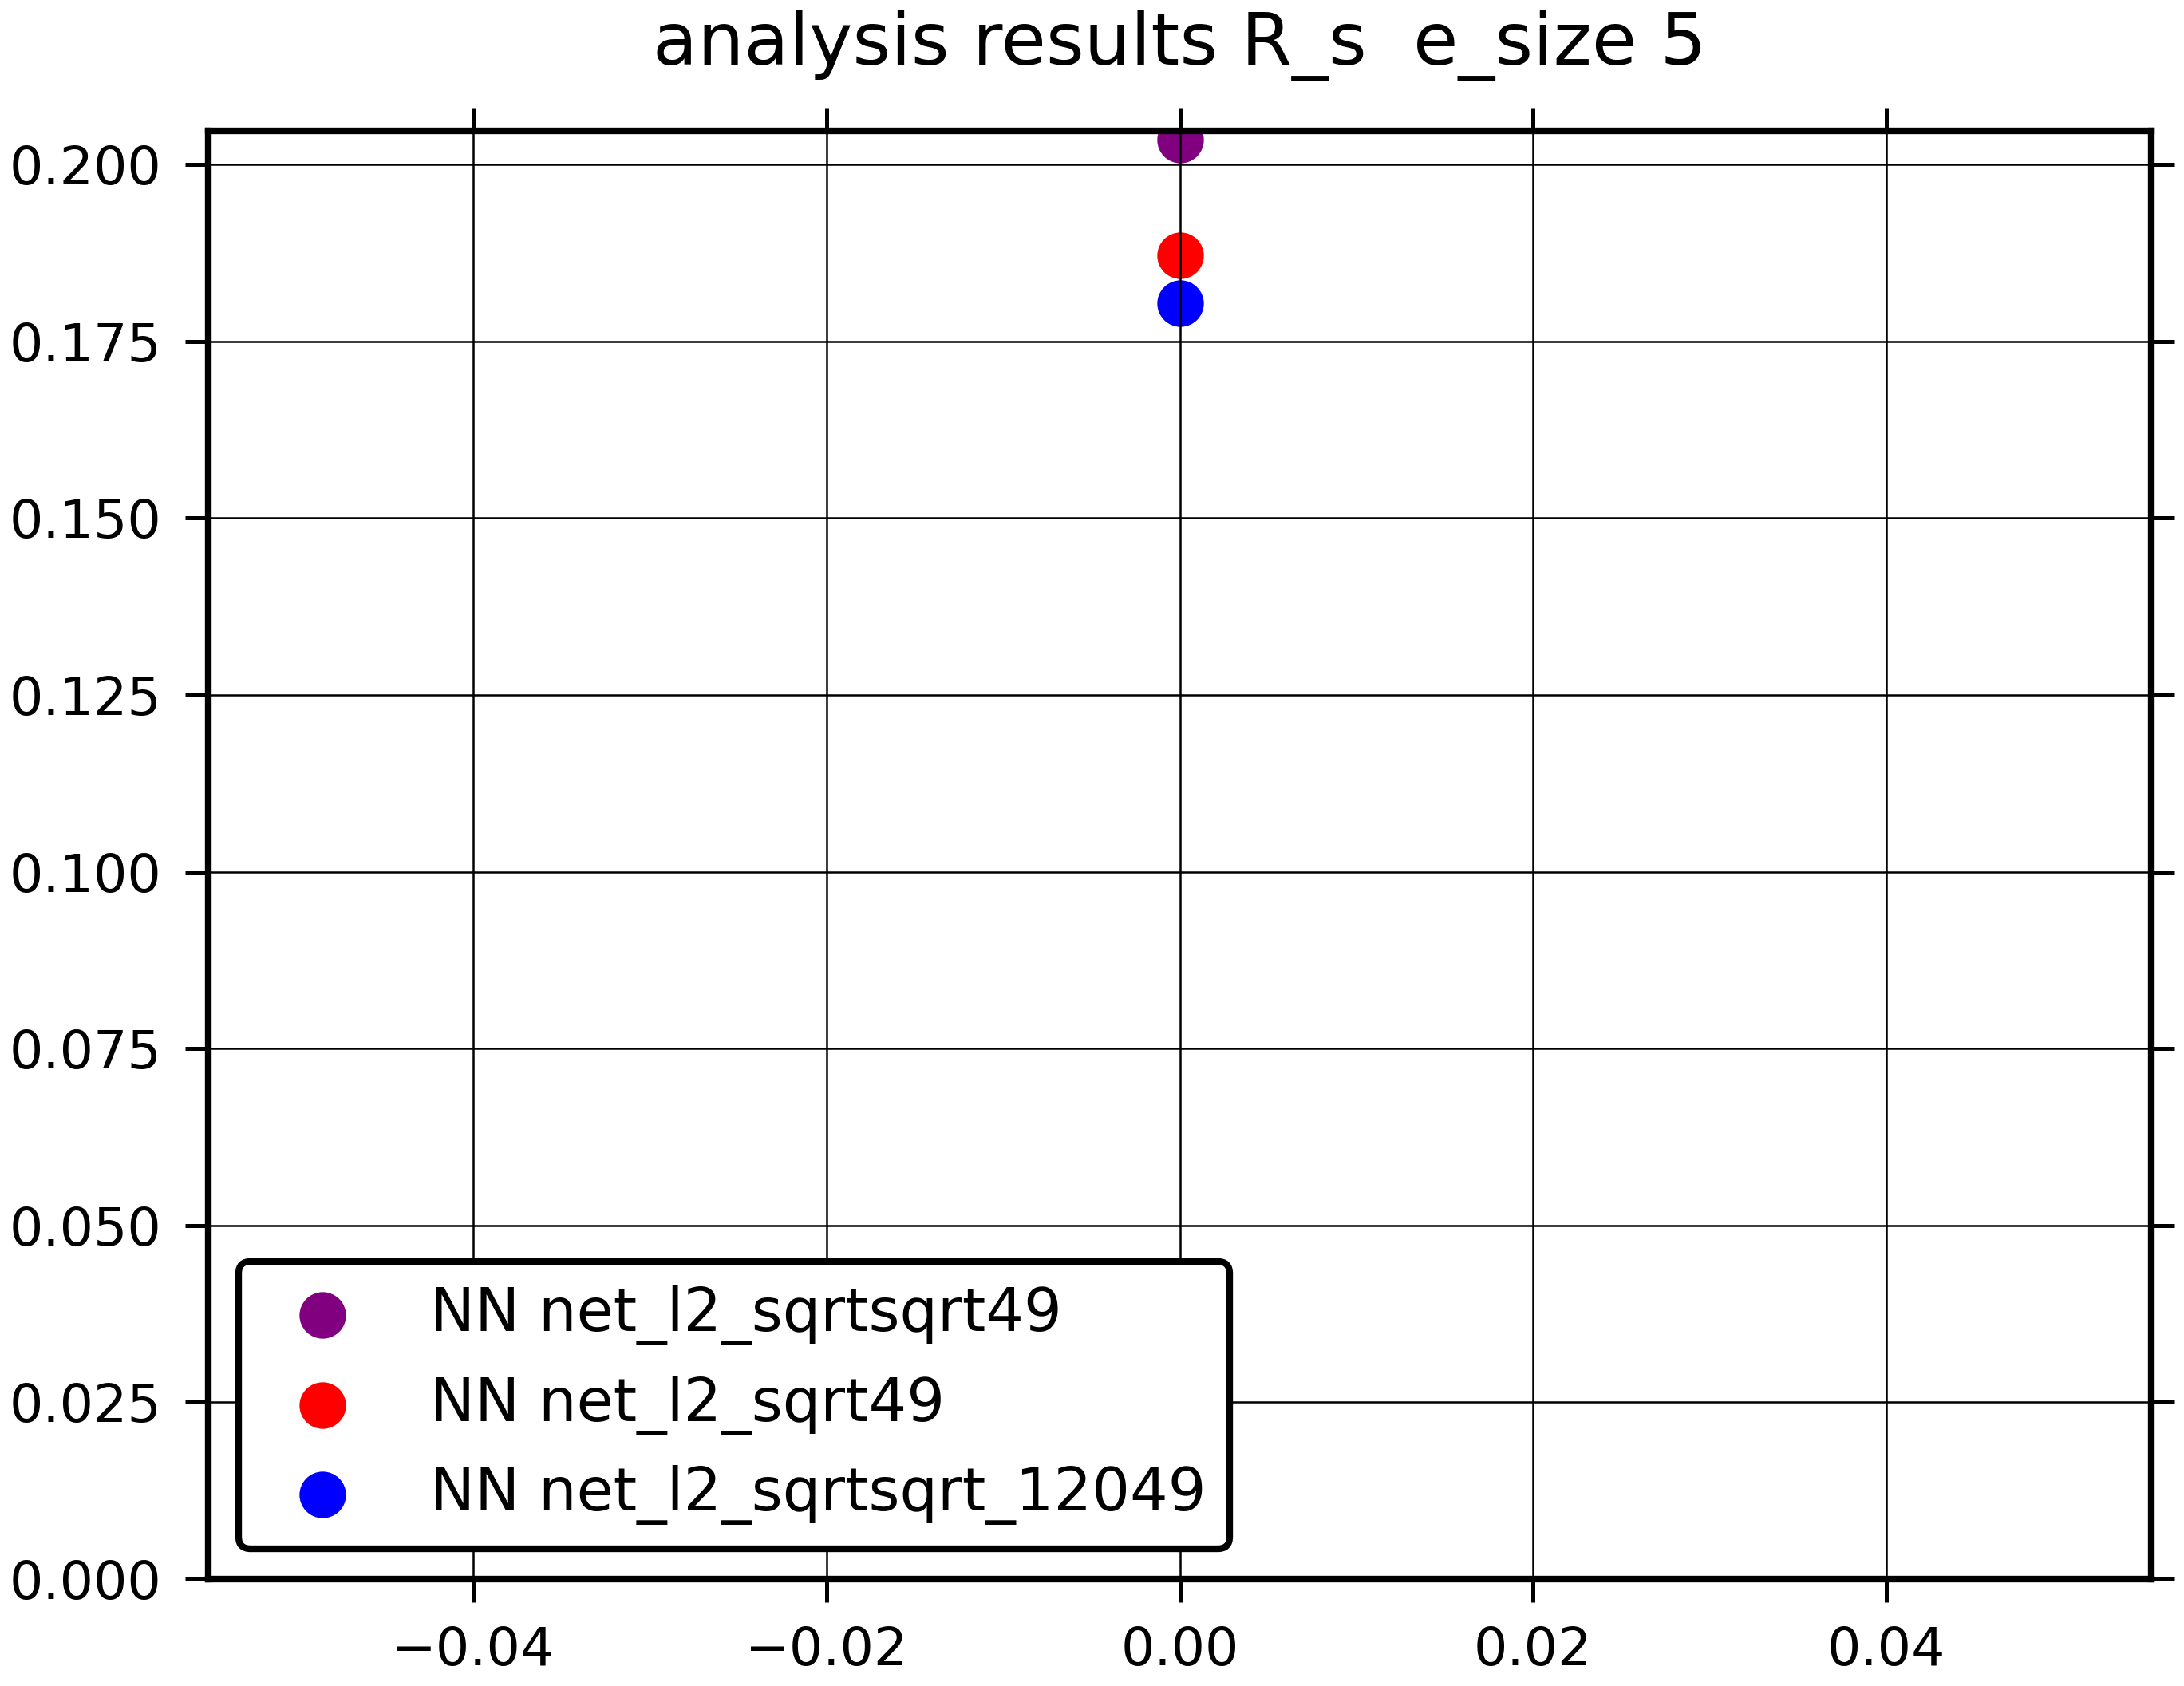 analysis results R_s  e_size 5
0.200
0.175
0.150
0.125
0.100
0.075
0.050
0.025
0.000
NN net_l2_sqrtsqrt49
NN net_l2_sqrt49
NN net_l2_sqrtsqrt_12049
−0.04 −0.02 0.00 0.02 0.04